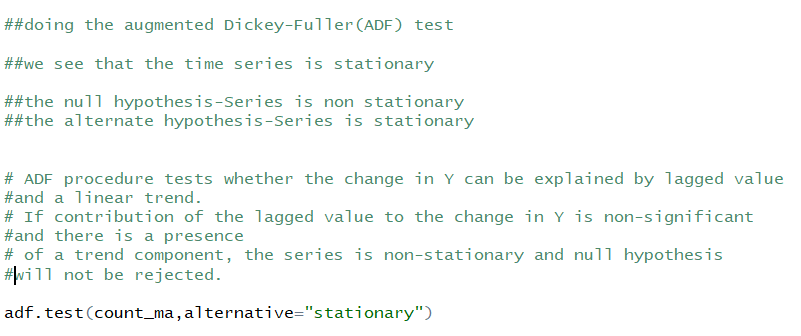 ##doing the augmented Dickey-Fuller(ADF) test
##we see that the time series is stationary
##the null hypothesis-Series is non stationary
##the alternate hypothesis-Series is stationary
# ADF procedure tests whether the change in Y can be explained by lagged value
#and a linear trend.
# If contribution of the lagged value to the change in Y is non-significant
#and there is a presence
# of a trend component, the series is non-stationary and null hypothesis
#will not be rejected.
adf.test(count_ma,alternative="stationary")